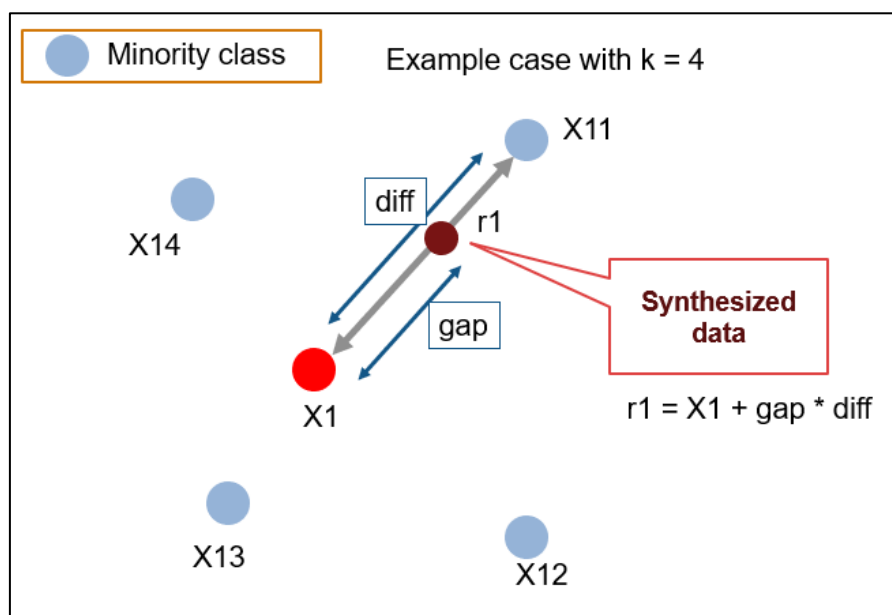 Minority class
Example case with k = 4
X11
diff
r1
X14
Synthesized
data
gap
X1
r1 = X1 + gap * diff
X13
X12